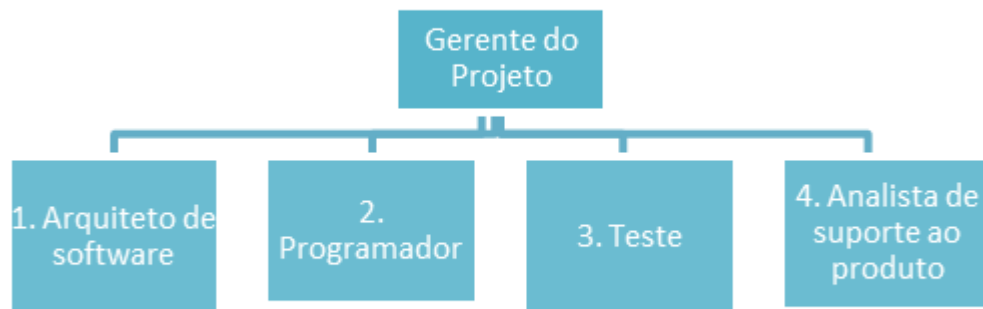 Gerente do
Projeto
1. Arquiteto de
software
2.
Programador
3. Teste
4. Analista de
suporte ao
produto